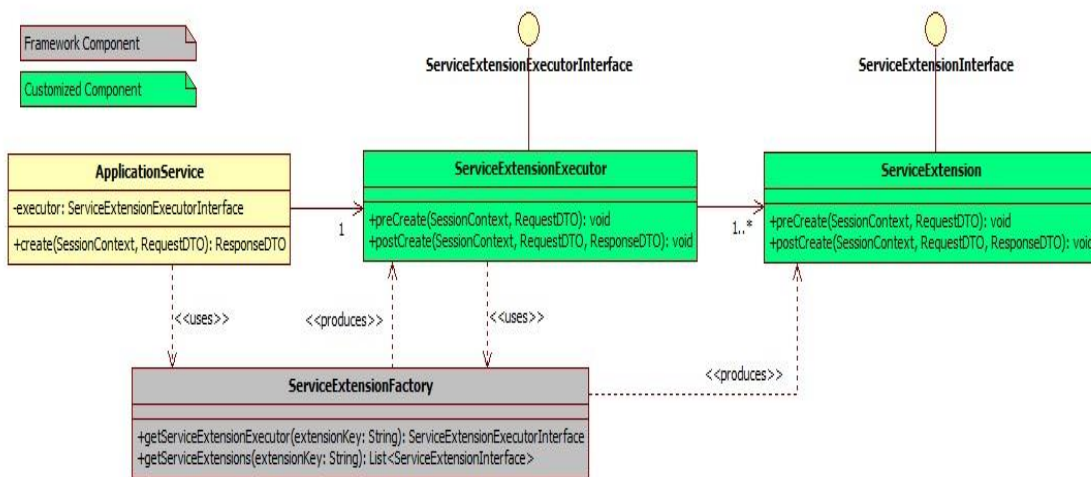 Framework Component
Customized Component
ServiceExtensionExecutorInterface
ServiceExtensionInterface
ApplicationService
-executor: ServiceExtensionExecutorInterface
+create(SessionContext, RequestDTO): ResponseDTO
1
ServiceExtensionExecutor
+preCreate(SessionContext, RequestDTO): void
+postCreate(SessionContext, RequestDTO, ResponseDTO): void
1..*
ServiceExtension
+preCreate(SessionContext, RequestDTO): void
+postCreate(SessionContext, RequestDTO, ResponseDTO): void
<<uses>>
<<produces>>
<<uses>>
<<produces>>
ServiceExtensionFactory
+getServiceExtensionExecutor(extensionKey: String): ServiceExtensionExecutorInterface
+getServiceExtensions(extensionKey: String): List<ServiceExtensionInterface>